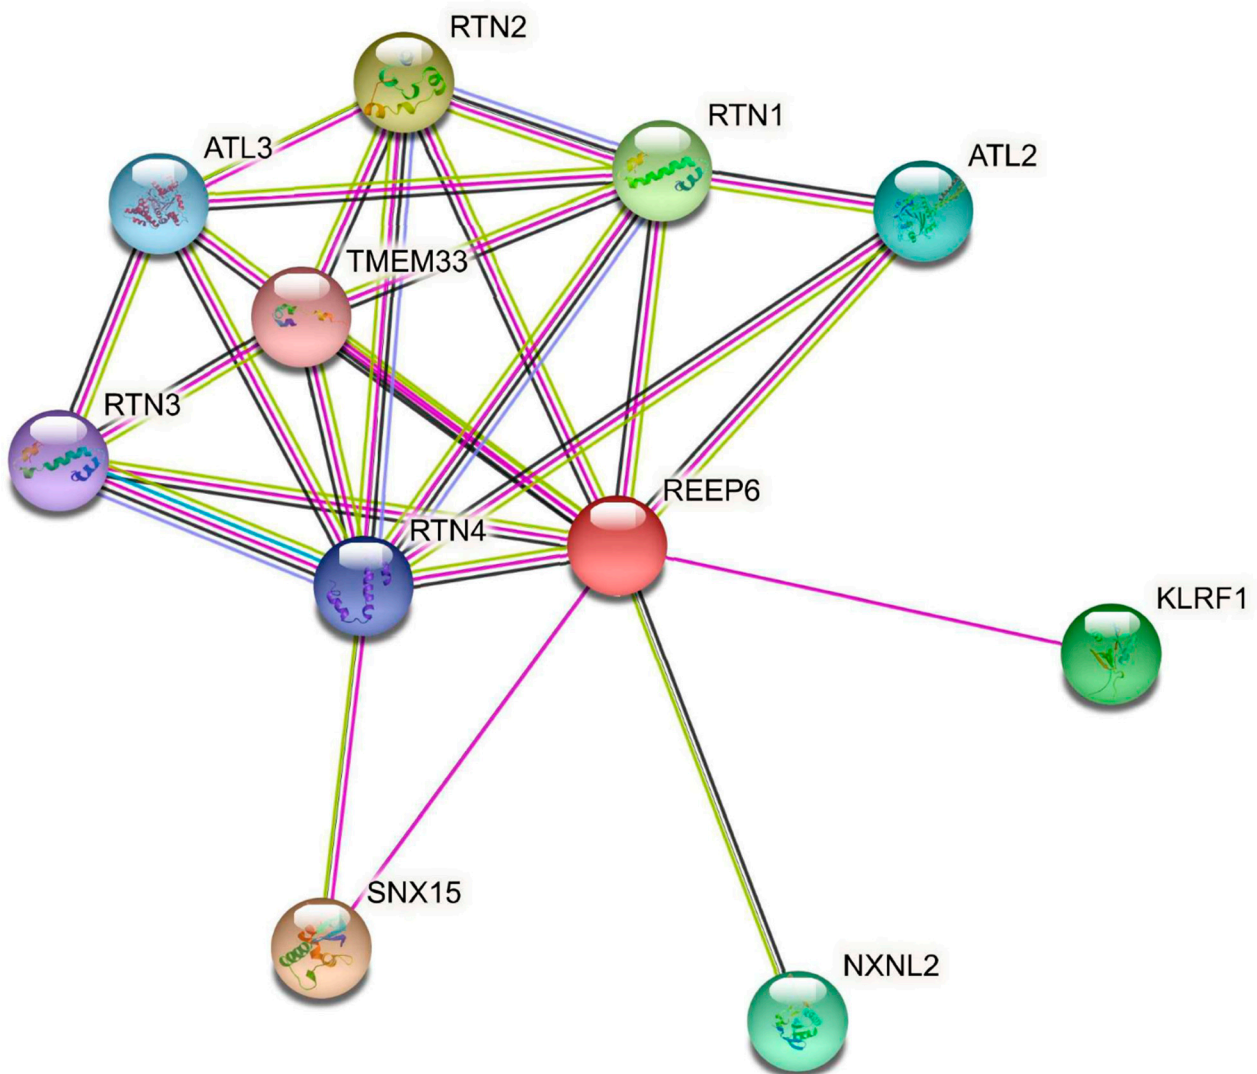 RTN2
RTN1
ATL3
ATL2
TMEM33
RTN3
REEP6
RTN4
KLRF1
SNX15
NXNL2